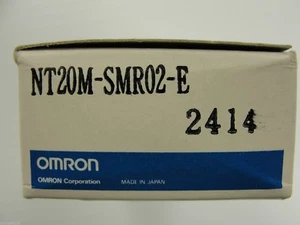 NT20M-SMR02-E
2414
OMRON
OMRON Corporation MADE IN JAPAN